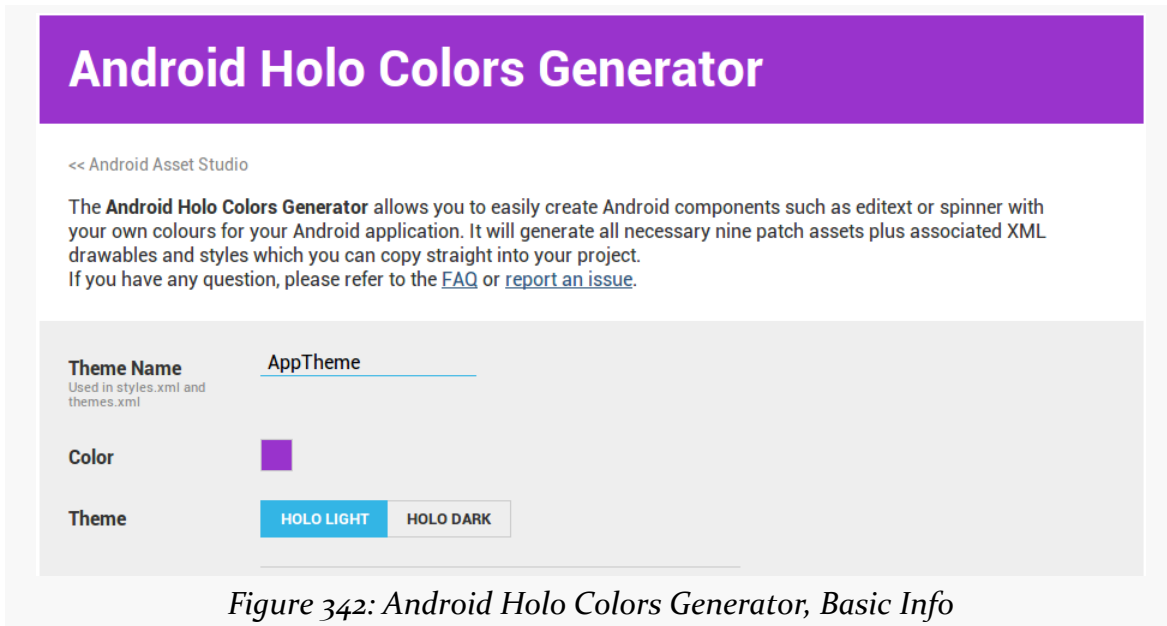 Android Holo Colors Generator
<< Android Asset Studio
The Android Holo Colors Generator allows you to easily create Android components such as editext or spinner with
your own colours for your Android application. It will generate all necessary nine patch assets plus associated XML
drawables and styles which you can copy straight into your project.
If you have any question, please refer to the FAQ or report an issue.
Theme Name
AppTheme
Used in styles.xml and
themes.xml
Color
Theme
HOLO LIGHT
HOLO DARK
Figure 342: Android Holo Colors Generator, Basic Info